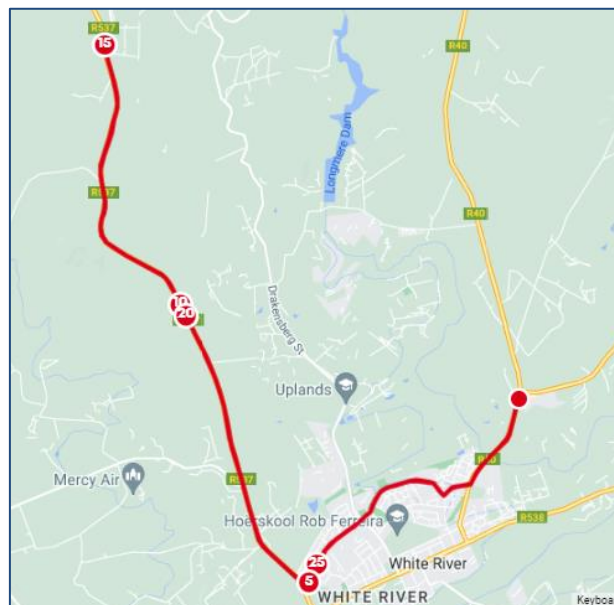 R537
15
R40
Longmere Dam
R537
R40
10
20
Drakensberg St
Uplands
R40
Mercy Air
R537
R538
Hoërskool Rob Ferreira
White River
25
5
WHITE RIVER
Keyboa